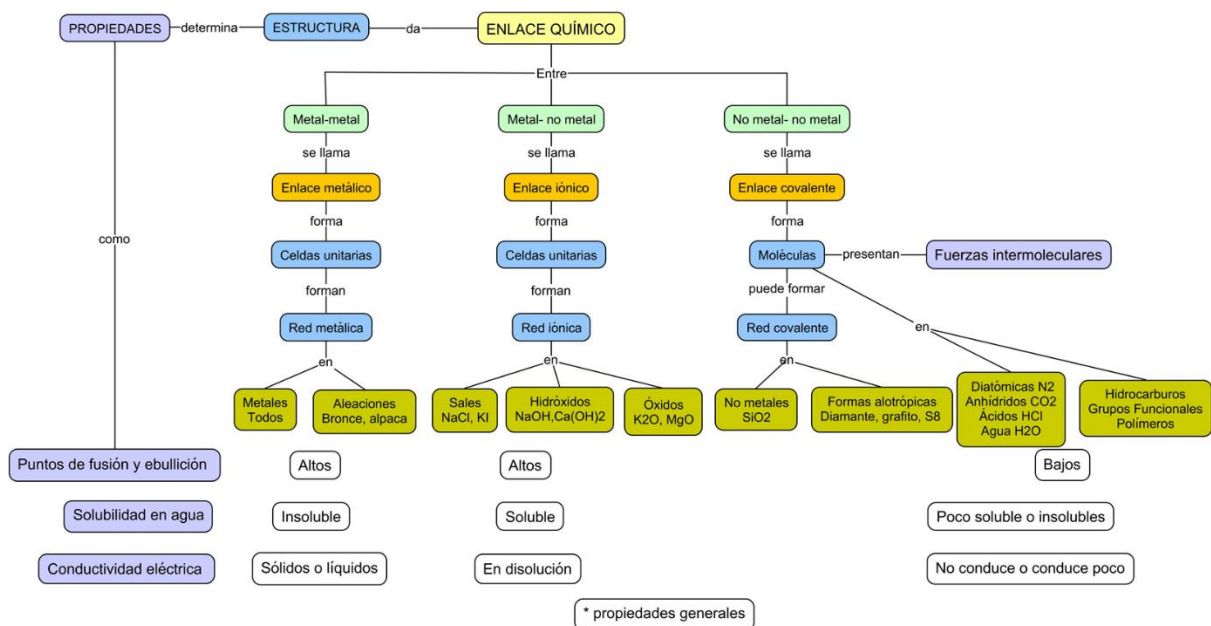 PROPIEDADES
determina
ESTRUCTURA
da
ENLACE QUÍMICO
Entre
Metal-metal
Metal- no metal
No metal- no metal
se llama
se llama
se llama
Enlace metálico
Enlace iónico
Enlace covalente
como
forma
forma
forma
Celdas unitarias
Celdas unitarias
Moléculas
presentan
Fuerzas intermoleculares
forman
forman
puede formar
Red metálica
Red iónica
Red covalente
en
en
en
en
en
Metales
Todos
Aleaciones
Bronce, alpaca
Sales
NaCl, KI
Hidróxidos
NaOH,Ca(OH)2
Óxidos
K2O, MgO
No metales
SiO2
Formas alotrópicas
Diamante, grafito, S8
Diatómicas N2
Anhídridos CO2
Ácidos HCl
Agua H2O
Hidrocarburos
Grupos Funcionales
Polímeros
Puntos de fusión y ebullición
Altos
Altos
Bajos
Solubilidad en agua
Insoluble
Soluble
Poco soluble o insolubles
Conductividad eléctrica
Sólidos o líquidos
En disolución
No conduce o conduce poco
* propiedades generales